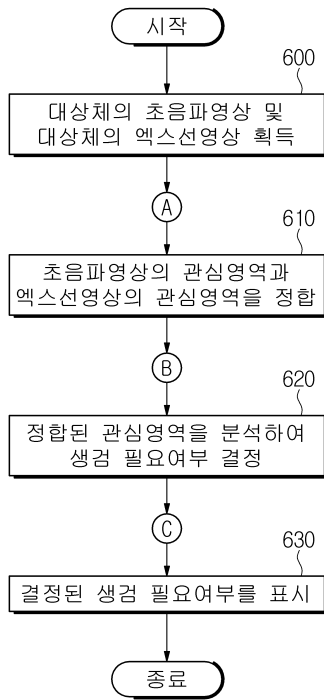 시작
600
대상체의 초음파영상 및
대상체의 엑스선영상 획득
A
610
초음파영상의 관심영역과
엑스선영상의 관심영역을 정합
B
620
정합된 관심영역을 분석하여
생검 필요여부 결정
C
630
결정된 생검 필요여부를 표시
종료